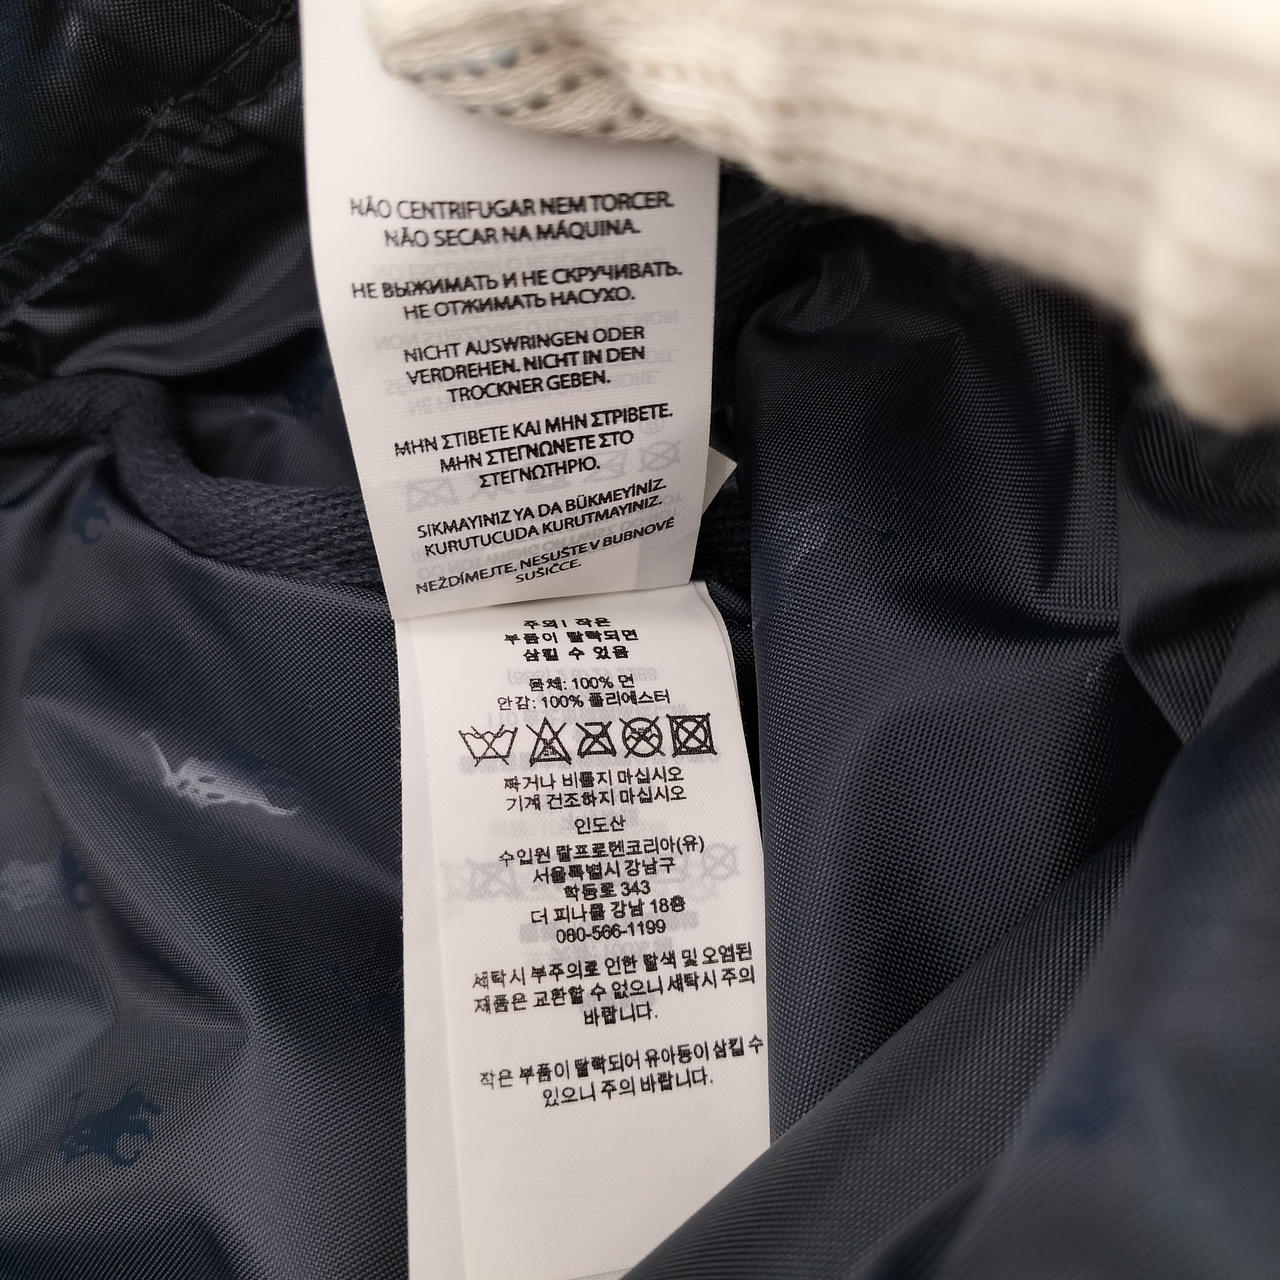 NÃO CENTRIFUGAR NEM TORCER.
NÃO SECAR NA MÁQUINA.
НЕ ВЫЖИМАТЬ И НЕ СКРУЧИВАТЬ.
НЕ ОТЖИМАТЬ НАСУХО.
NICHT AUSWRINGEN ODER
VERDREHEN. NICHT IN DEN
TROCKNER GEBEN.
ΜΗΝ ΣΤΙΒΕΤΕ ΚΑΙ ΜΗΝ ΣΤΡΙΒΕΤΕ.
ΜΗΝ ΣΤΕΓΝΩΝΕΤΕ ΣΤΟ
ΣΤΕΓΝΩΤΗΡΙΟ.
SIKMAYINIZ YA DA BÜKMEYİNİZ.
KURUTUCUDA KURUTMAYINIZ.
NEŽDÍMEJTE. NESUŠTE V BUBNOVÉ
SUŠIČCE.
주의! 작은
부품이 탈락되면
삼킬 수 있음
몸체: 100% 면
안감: 100% 폴리에스터
짜거나 비틀지 마십시오
기계 건조하지 마십시오
인도산
수입원 랄프로렌코리아(유)
서울특별시 강남구
학동로 343
더 피나클 강남 18층
080-566-1199
세탁시 부주의로 인한 탈색 및 오염된
제품은 교환할 수 없으니 세탁시 주의
바랍니다.
작은 부품이 탈락되어 유아등이 삼킬 수
있으니 주의 바랍니다.